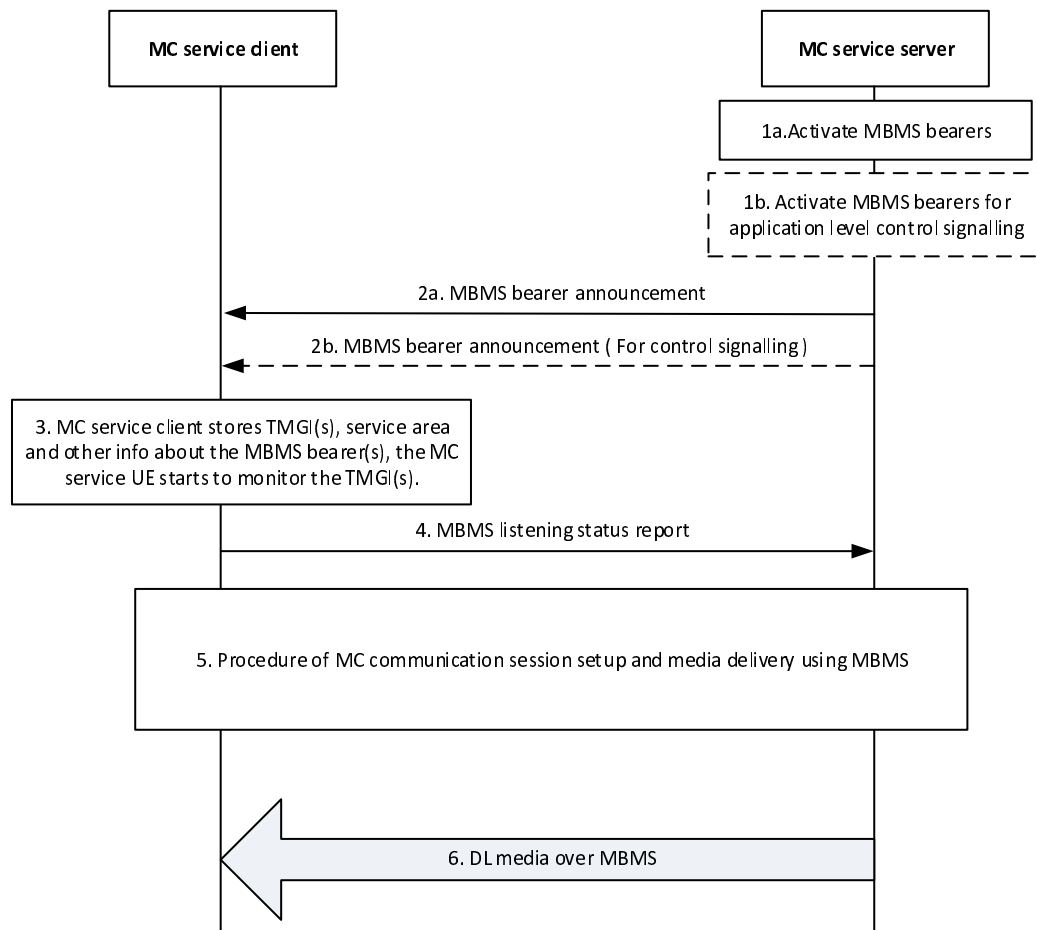 MC service client
MC service server
1a.Activate MBMS bearers
1b. Activate MBMS bearers for
application level control signalling
2a. MBMS bearer announcement
2b. MBMS bearer announcement ( For control signalling )
3. MC service client stores TMGI(s), service area
and other info about the MBMS bearer(s), the MC
service UE starts to monitor the TMGI(s).
4. MBMS listening status report
5. Procedure of MC communication session setup and media delivery using MBMS
6. DL media over MBMS